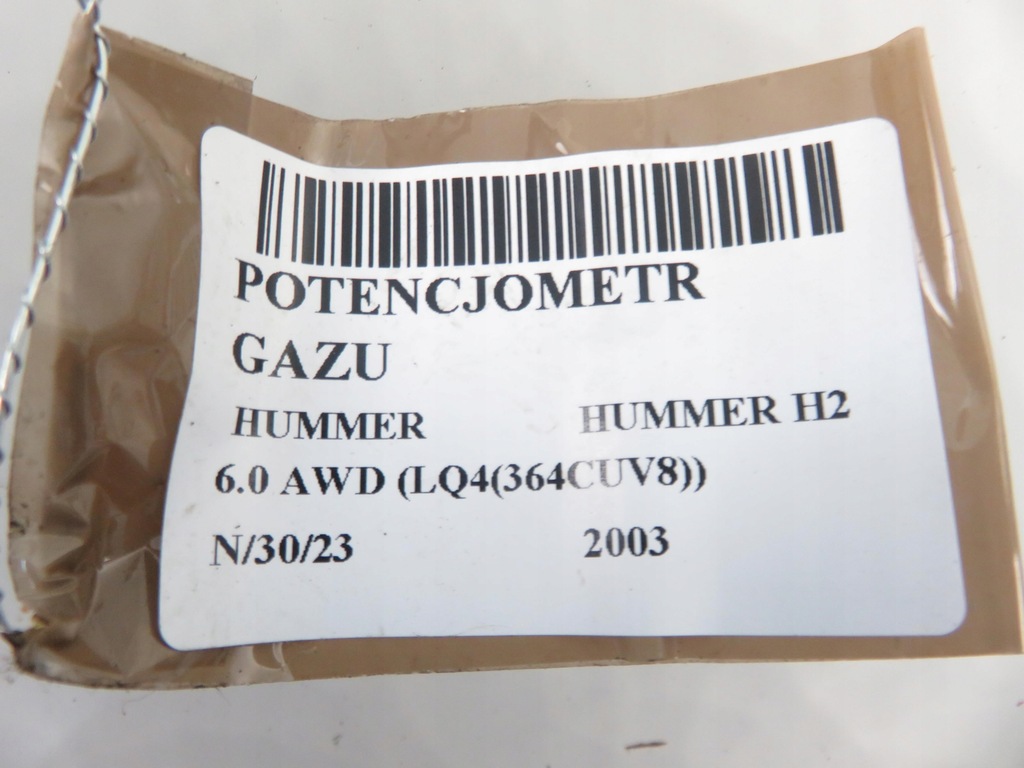 POTENCJOMETR
GAZU
HUMMER HUMMER H2
6.0 AWD (LQ4(364CUV8))
N/30/23 2003